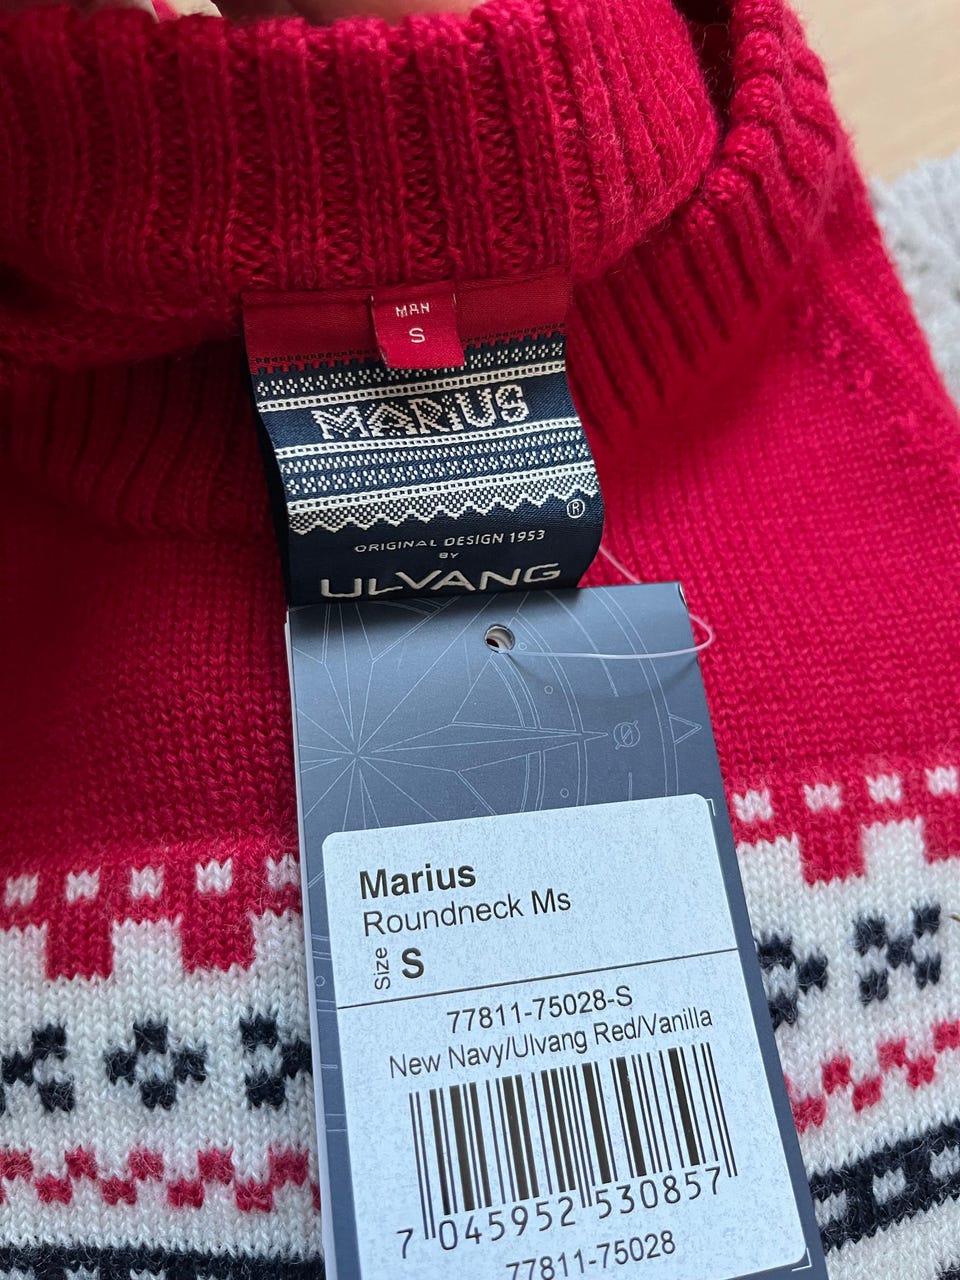 MAN
S
MARIUS
®
ORIGINAL DESIGN 1953
BY
ULVANG
Marius
Roundneck Ms
Size S
77811-75028-S
New Navy/Ulvang Red/Vanilla
7 045952 530857
77811-75028